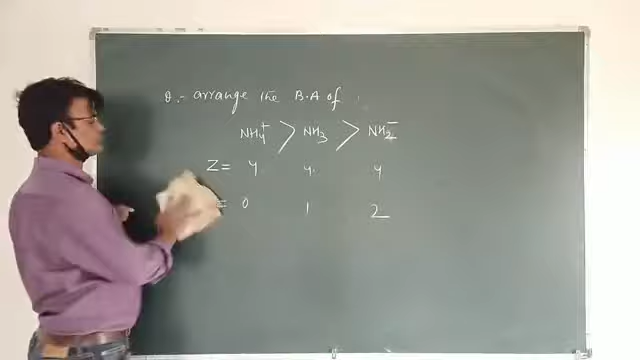 Q:- arrange the B.A of :
NH4+ > NH3 > NH2-
Z = 4 4. 4
= 0 1 2